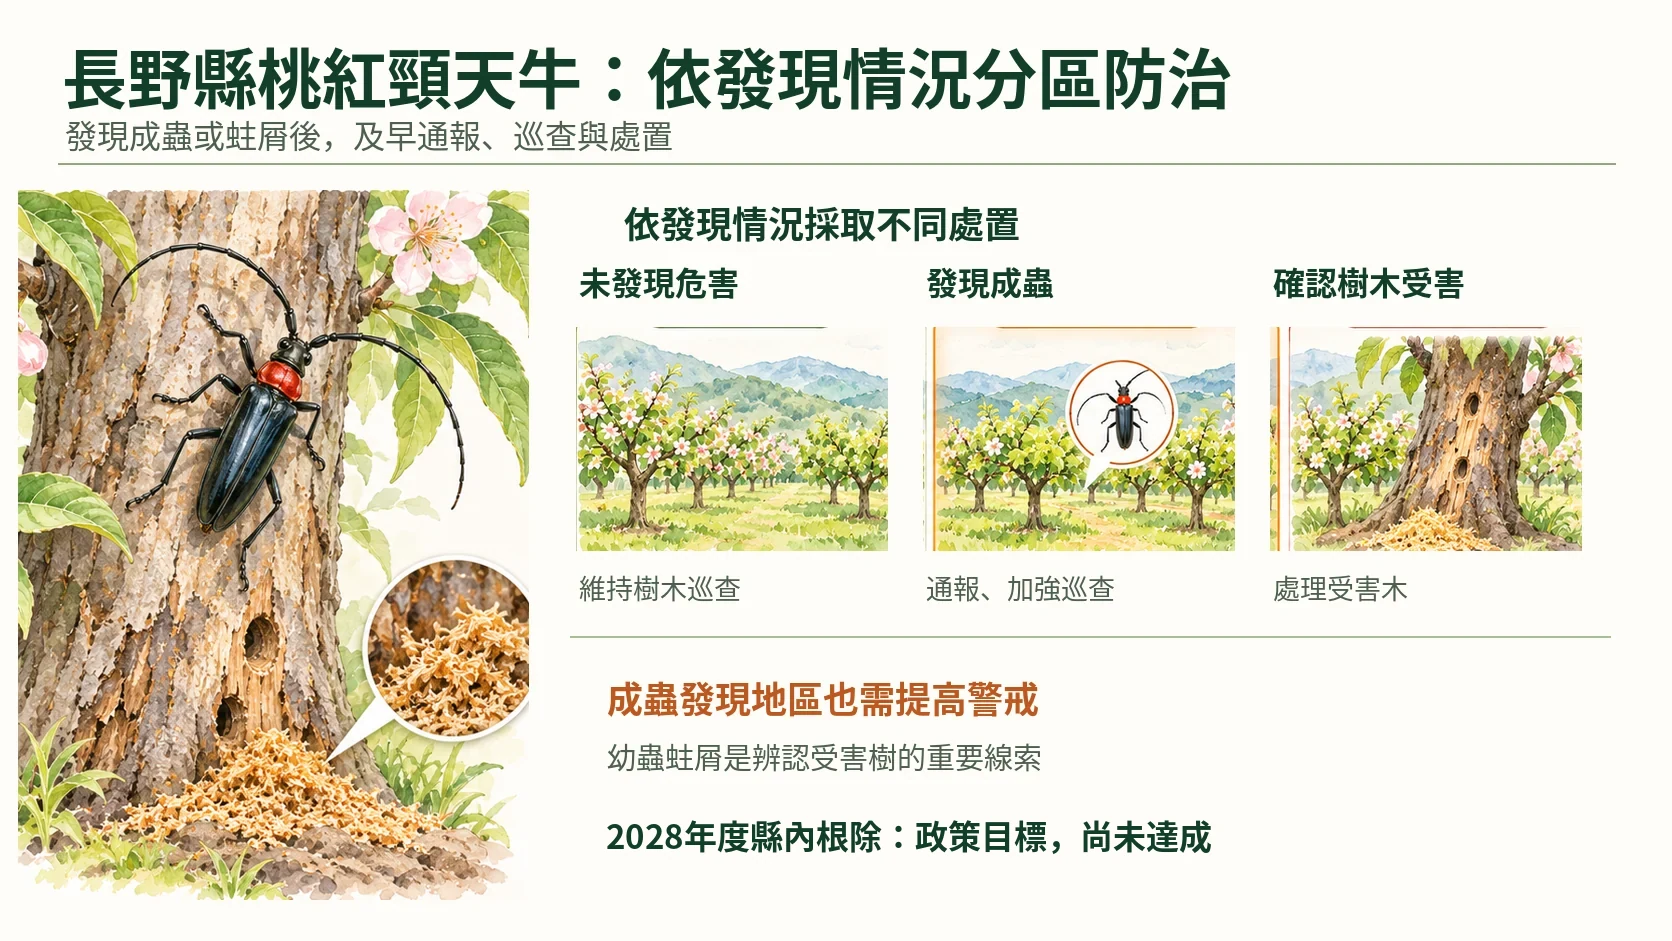 長野縣桃紅頸天牛：依發現情況分區防治
發現成蟲或蛀屑後，及早通報、巡查與處置
依發現情況採取不同處置
未發現危害
發現成蟲
確認樹木受害
維持樹木巡查
通報、加強巡查
處理受害木
成蟲發現地區也需提高警戒
幼蟲蛀屑是辨認受害樹的重要線索
2028年度縣內根除：政策目標，尚未達成